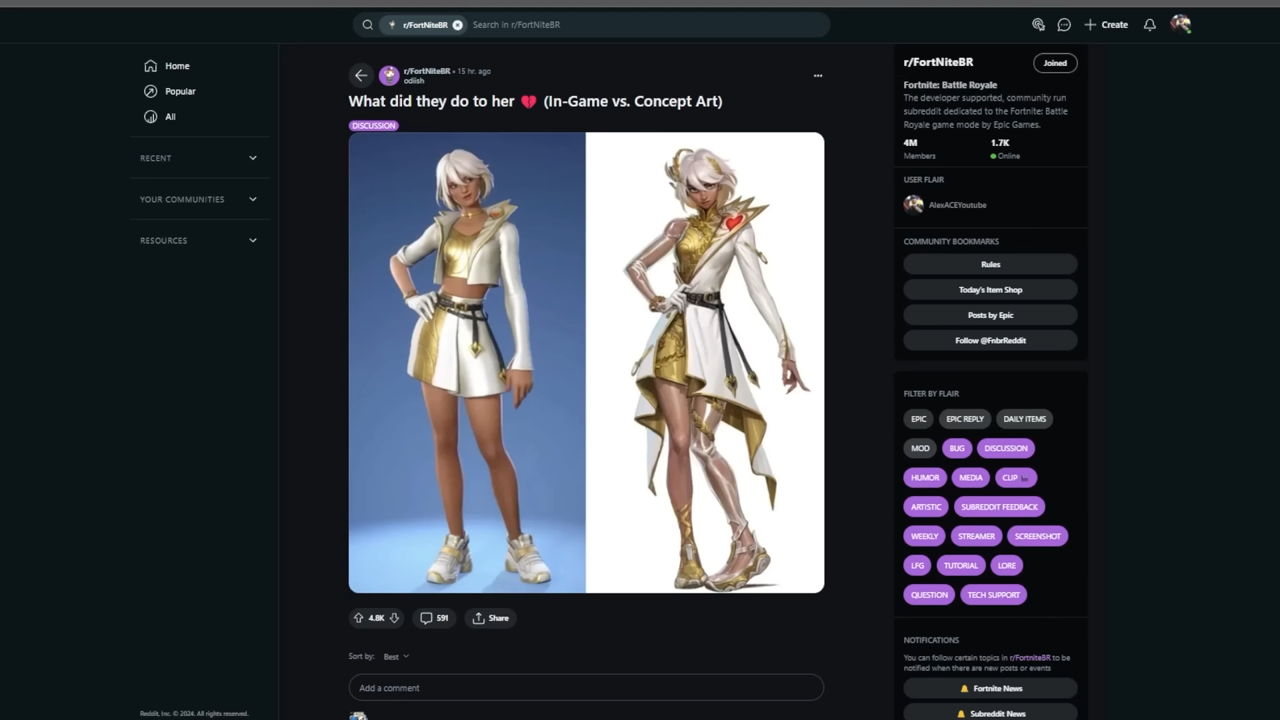 r/FortNiteBR
Search in r/FortNiteBR
Create
Home
Popular
All
RECENT
YOUR COMMUNITIES
RESOURCES
Reddit, Inc. © 2024. All rights reserved.
r/FortNiteBR • 15 hr. ago
odiish
What did they do to her 💔 (In-Game vs. Concept Art)
DISCUSSION
4.8K
591
Share
Sort by:
Best
Add a comment
r/FortNiteBR
Joined
Fortnite: Battle Royale
The developer supported, community run
subreddit dedicated to the Fortnite: Battle
Royale game mode by Epic Games.
4M
1.7K
Members
Online
USER FLAIR
AlexACEYoutube
COMMUNITY BOOKMARKS
Rules
Today's Item Shop
Posts by Epic
Follow @FnbrReddit
FILTER BY FLAIR
EPIC
EPIC REPLY
DAILY ITEMS
MOD
BUG
DISCUSSION
HUMOR
MEDIA
CLIP
ARTISTIC
SUBREDDIT FEEDBACK
WEEKLY
STREAMER
SCREENSHOT
LFG
TUTORIAL
LORE
QUESTION
TECH SUPPORT
NOTIFICATIONS
You can follow certain topics in r/FortniteBR to be
notified when there are new posts or events
🔔 Fortnite News
🔔 Subreddit News